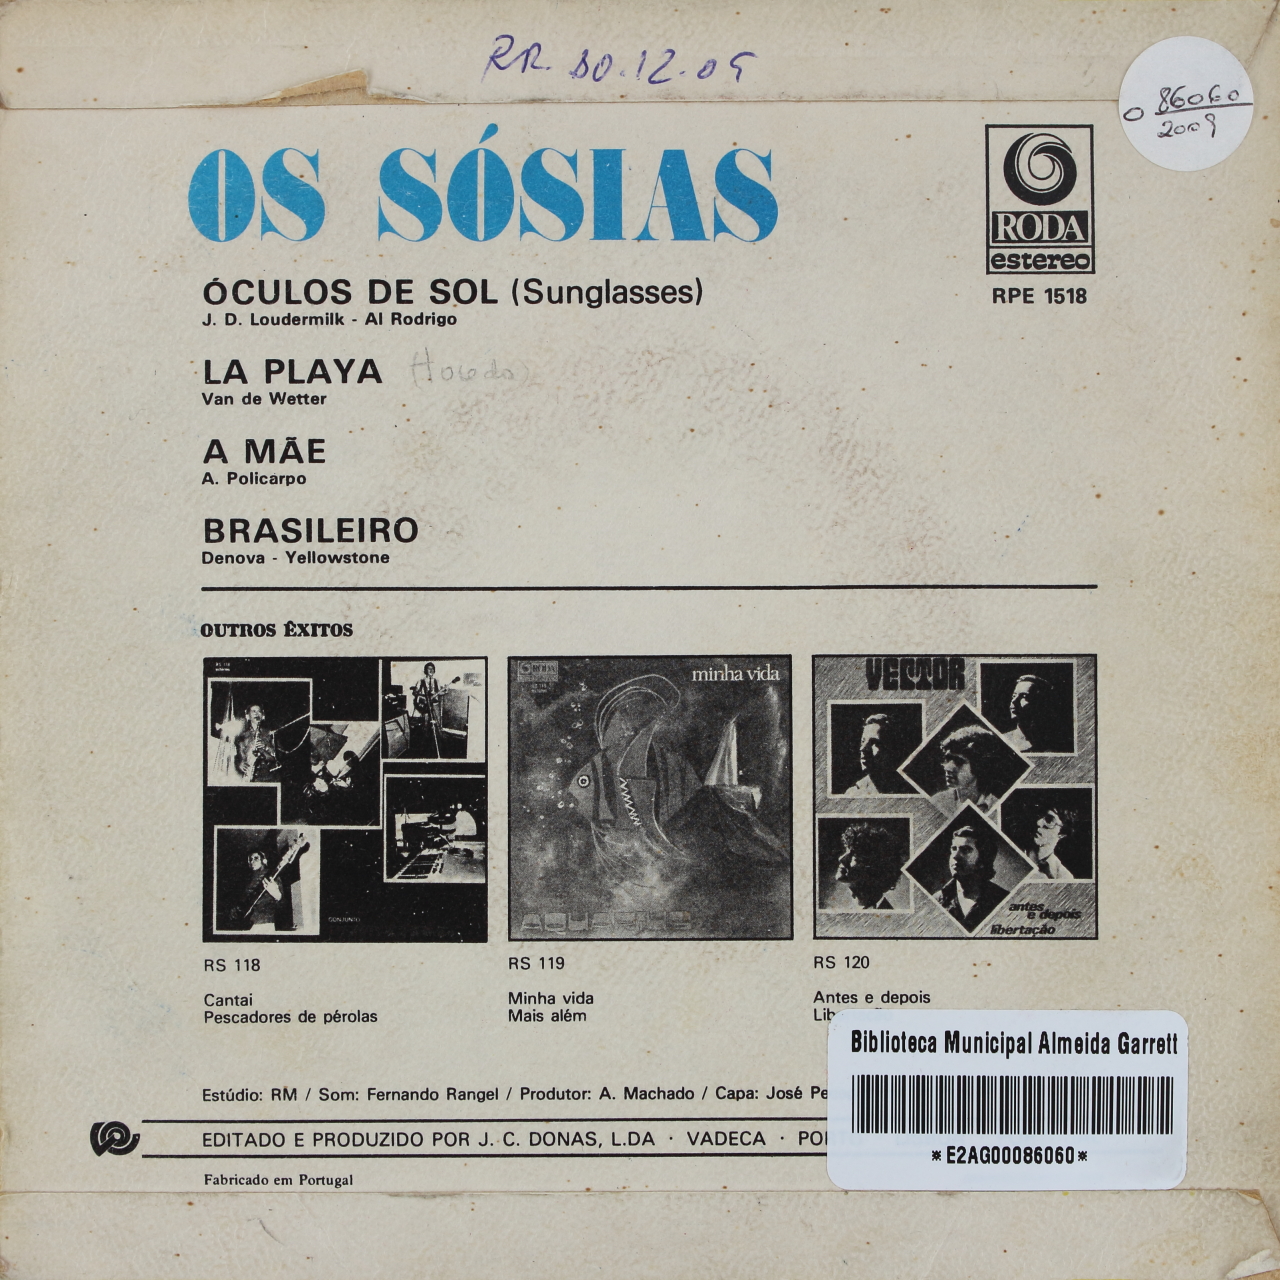 RR. 30.12.05
86060
2009
OS SÓSIAS
RODA
estereo
RPE 1518
ÓCULOS DE SOL (Sunglasses)
J. D. Loudermilk - Al Rodrigo
LA PLAYA
Van de Wetter
A MÃE
A. Policarpo
BRASILEIRO
Denova - Yellowstone
OUTROS ÊXITOS
RS 118
CONJUNTO
RODA
minha vida
VECTOR
antes
e depois
libertação
RS 118
Cantai
Pescadores de pérolas
RS 119
Minha vida
Mais além
RS 120
Antes e depois
Biblioteca Municipal Almeida Garrett
*E2AG00086060*
Estúdio: RM / Som: Fernando Rangel / Produtor: A. Machado / Capa: José
EDITADO E PRODUZIDO POR J. C. DONAS, L.DA · VADECA ·
Fabricado em Portugal